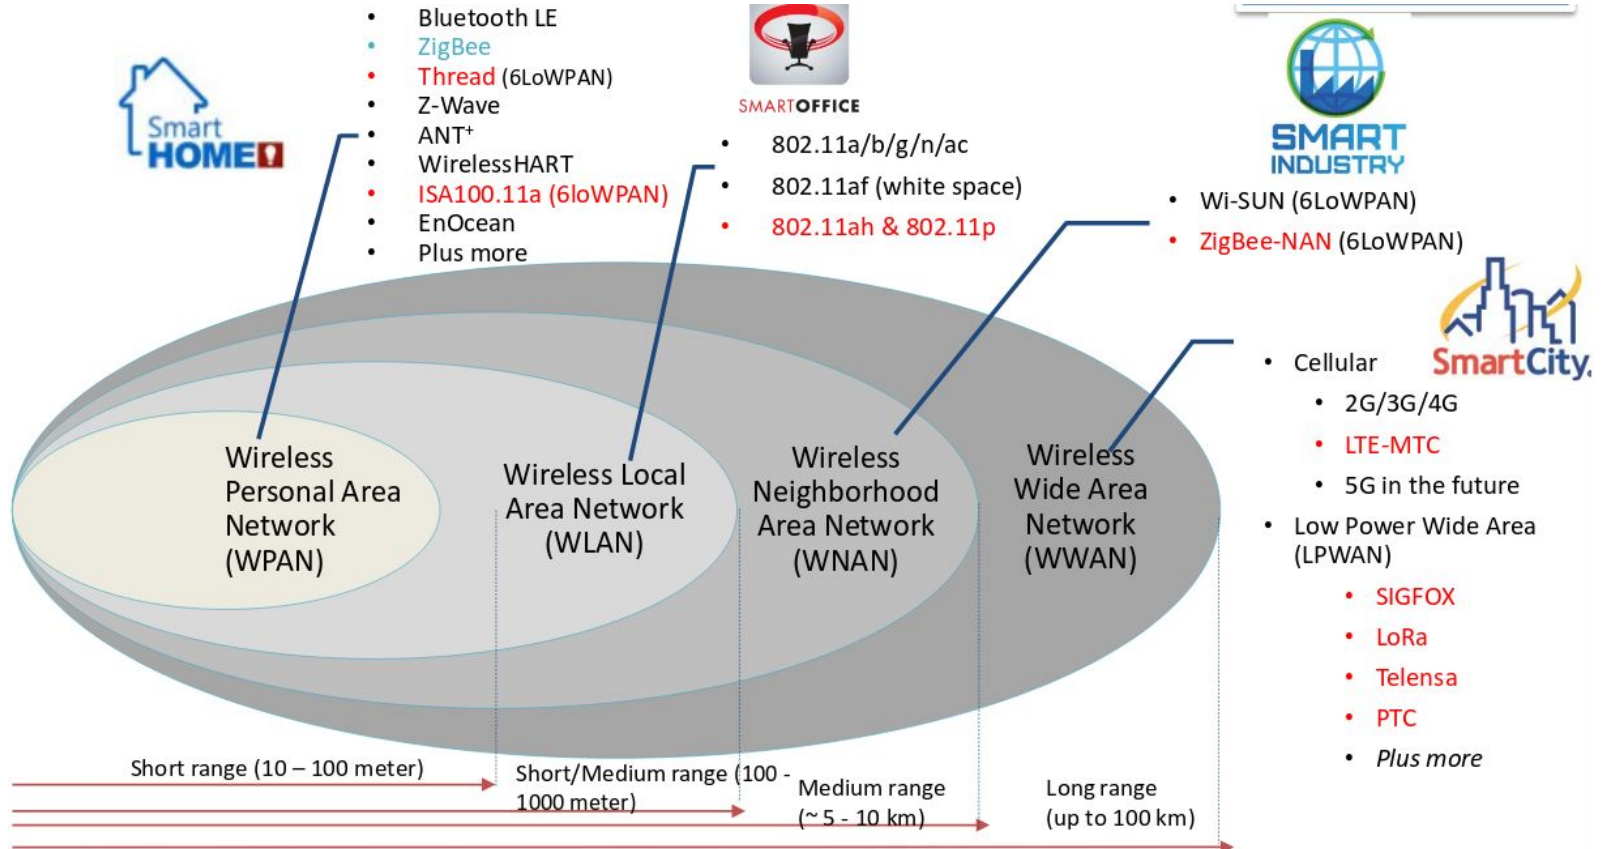 Smart
HOME
• Bluetooth LE
• ZigBee
• Thread (6LoWPAN)
• Z-Wave
• ANT⁺
• WirelessHART
• ISA100.11a (6loWPAN)
• EnOcean
• Plus more
SMARTOFFICE
• 802.11a/b/g/n/ac
• 802.11af (white space)
• 802.11ah & 802.11p
SMART
INDUSTRY
• Wi-SUN (6LoWPAN)
• ZigBee-NAN (6LoWPAN)
SmartCity
• Cellular
• 2G/3G/4G
• LTE-MTC
• 5G in the future
• Low Power Wide Area
(LPWAN)
• SIGFOX
• LoRa
• Telensa
• PTC
• Plus more
Wireless
Personal Area
Network
(WPAN)
Wireless Local
Area Network
(WLAN)
Wireless
Neighborhood
Area Network
(WNAN)
Wireless
Wide Area
Network
(WWAN)
Short range (10 – 100 meter)
Short/Medium range (100 -
1000 meter)
Medium range
(~ 5 - 10 km)
Long range
(up to 100 km)